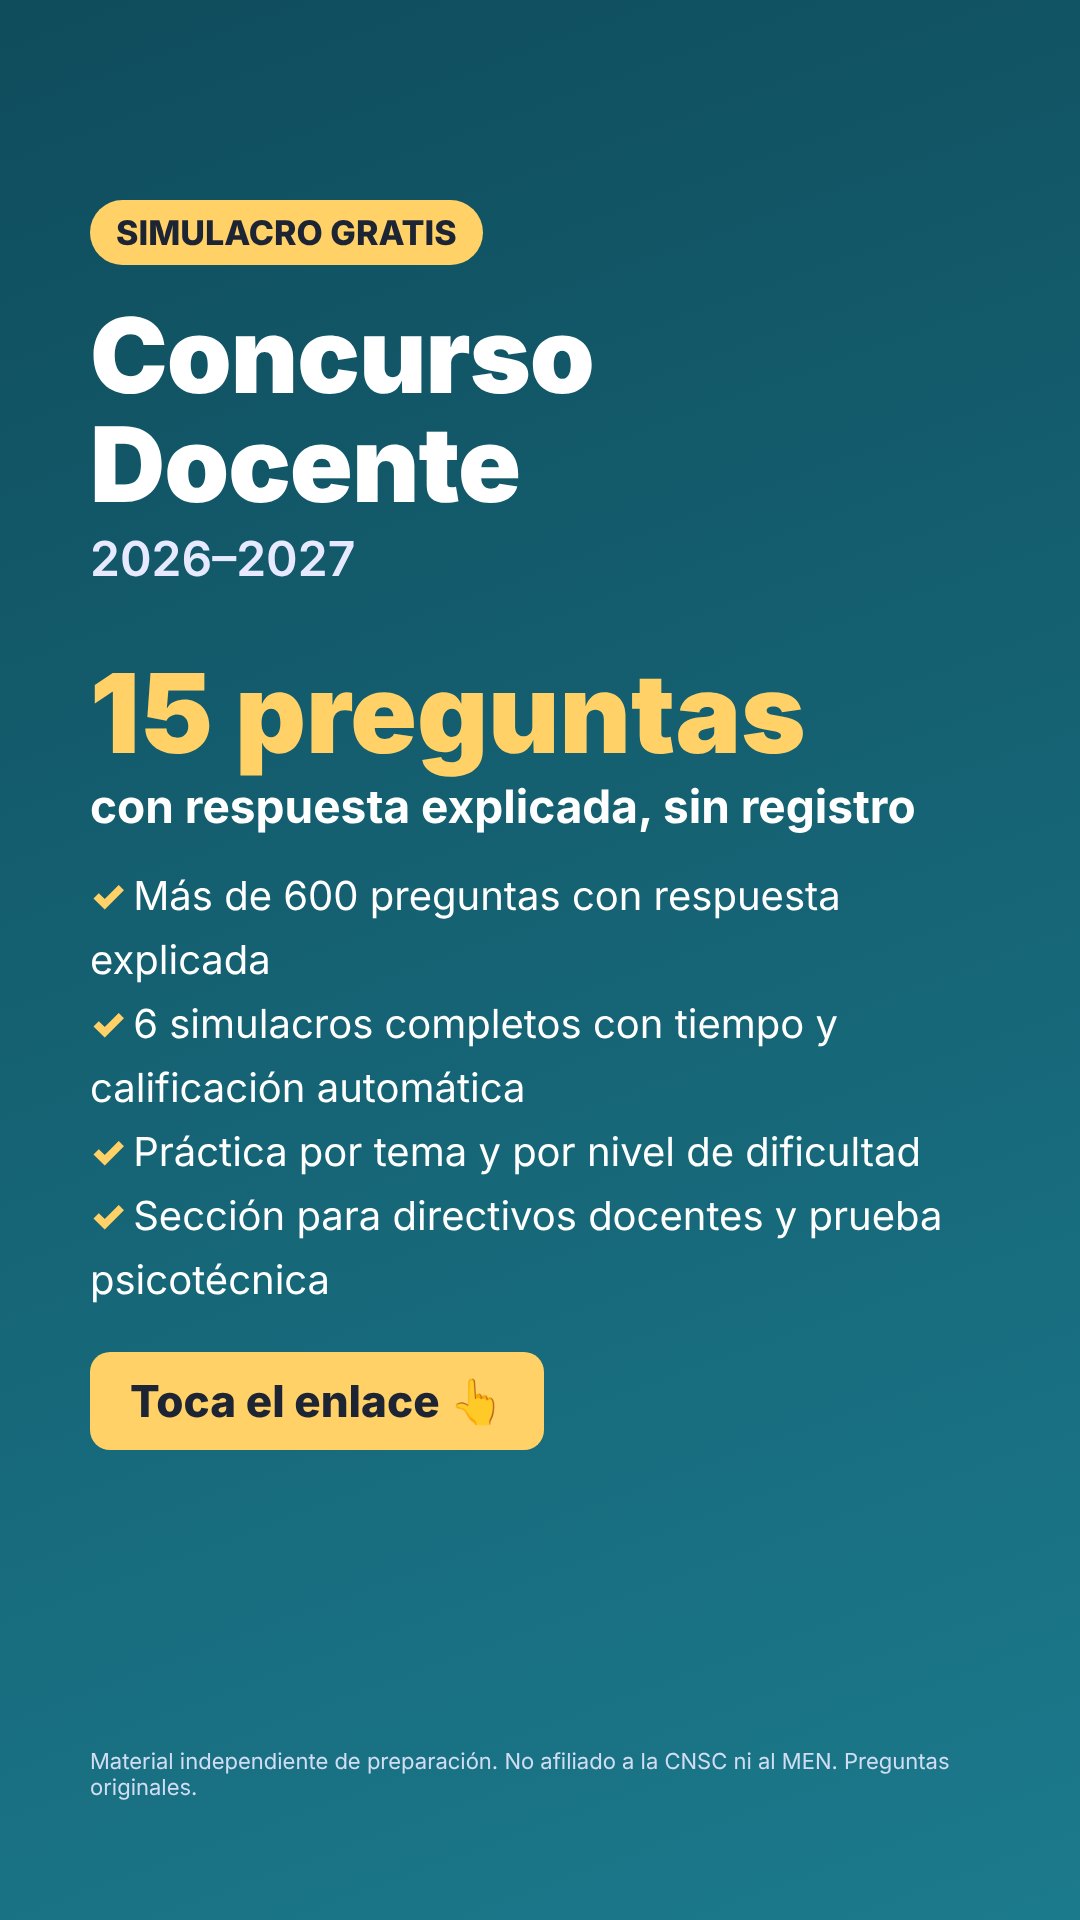 SIMULACRO GRATIS
Concurso
Docente
2026–2027
15 preguntas
con respuesta explicada, sin registro
✓ Más de 600 preguntas con respuesta
explicada
✓ 6 simulacros completos con tiempo y
calificación automática
✓ Práctica por tema y por nivel de dificultad
✓ Sección para directivos docentes y prueba
psicotécnica
Toca el enlace 👆
Material independiente de preparación. No afiliado a la CNSC ni al MEN. Preguntas
originales.